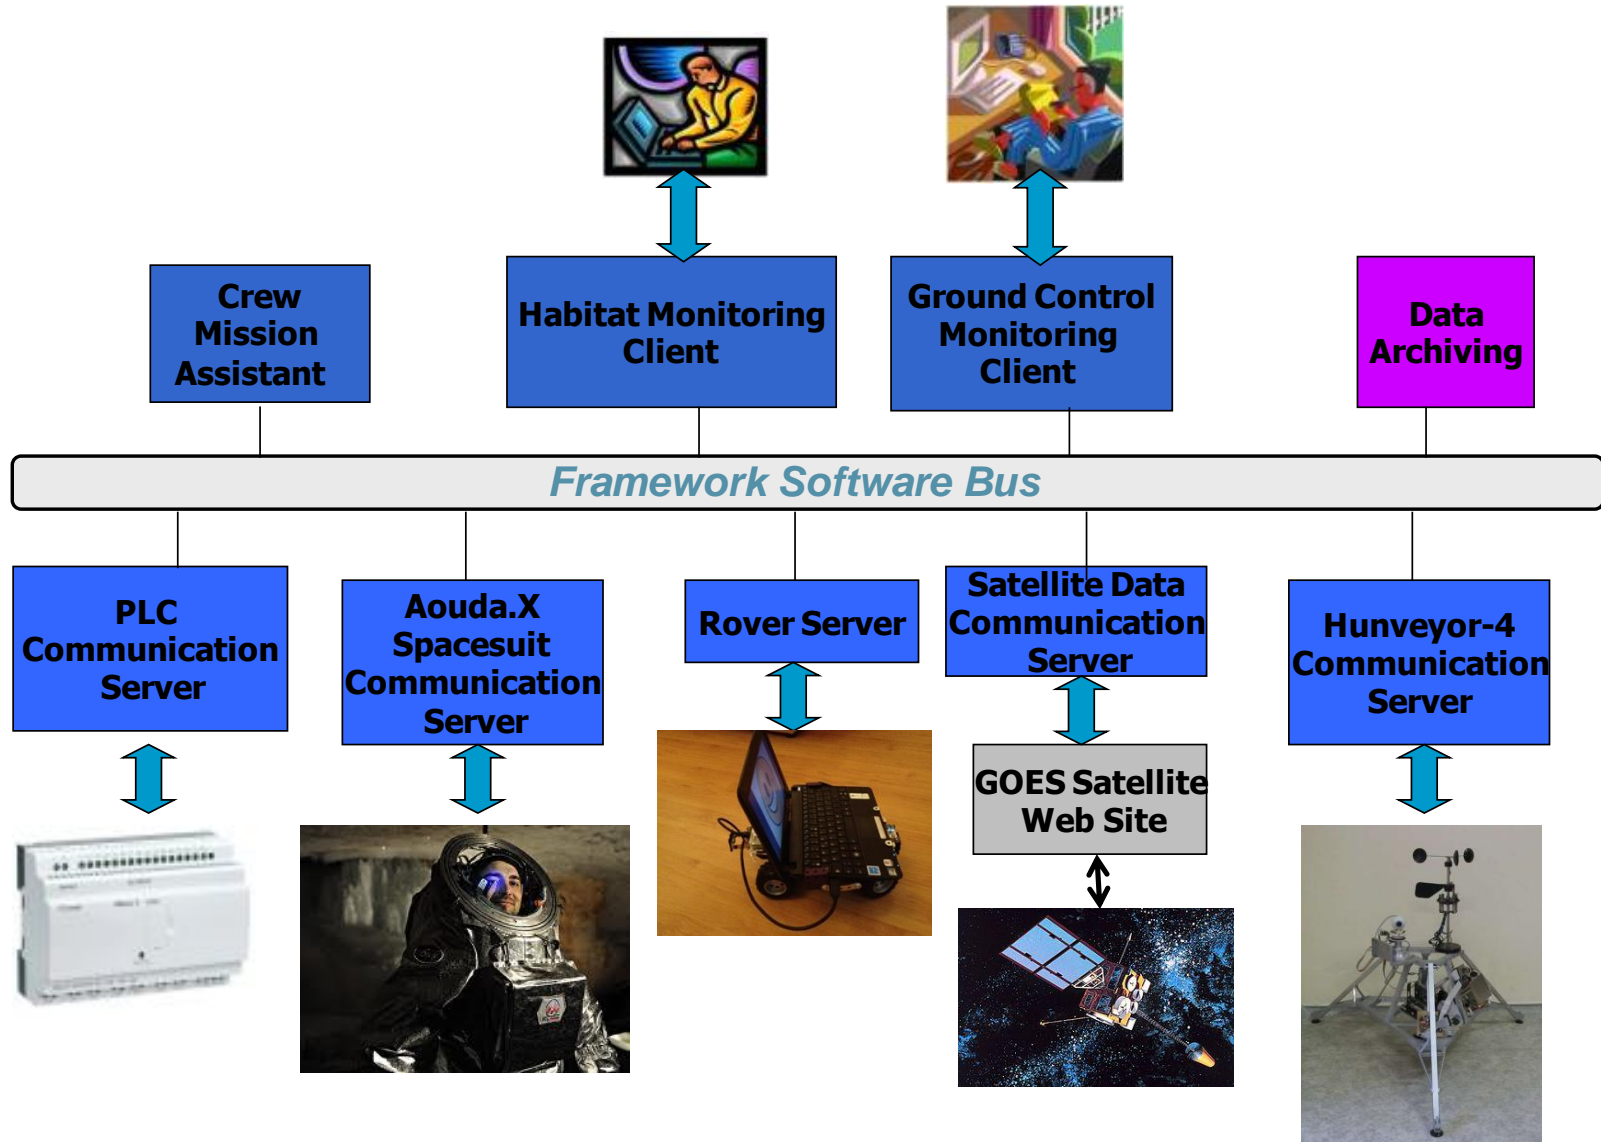 Crew
Mission
Assistant
Habitat Monitoring
Client
Ground Control
Monitoring
Client
Data
Archiving
Framework Software Bus
PLC
Communication
Server
Aouda.X
Spacesuit
Communication
Server
Rover Server
Satellite Data
Communication
Server
Hunveyor-4
Communication
Server
GOES Satellite
Web Site